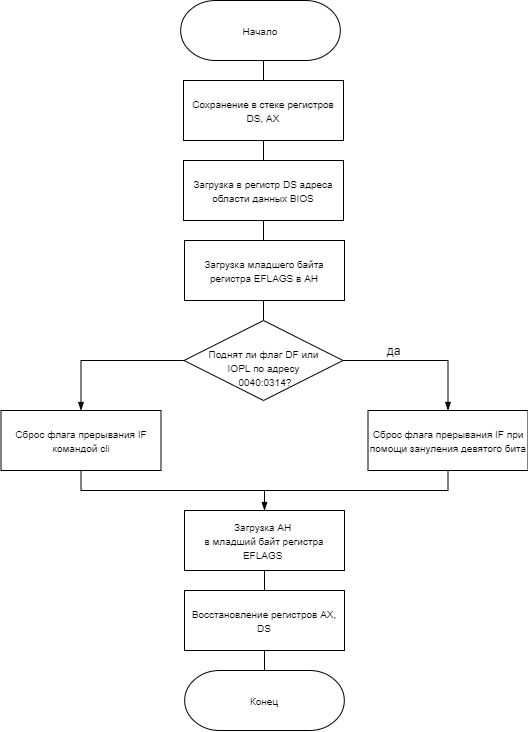 Начало
Сохранение в стеке регистров
DS, AX
Загрузка в регистр DS адреса
области данных BIOS
Загрузка младшего байта
регистра EFLAGS в AH
Поднят ли флаг DF или
IOPL по адресу
0040:0314?
да
Сброс флага прерывания IF
командой cli
Сброс флага прерывания IF при
помощи зануления девятого бита
Загрузка AH
в младший байт регистра
EFLAGS
Восстановление регистров AX,
DS
Конец